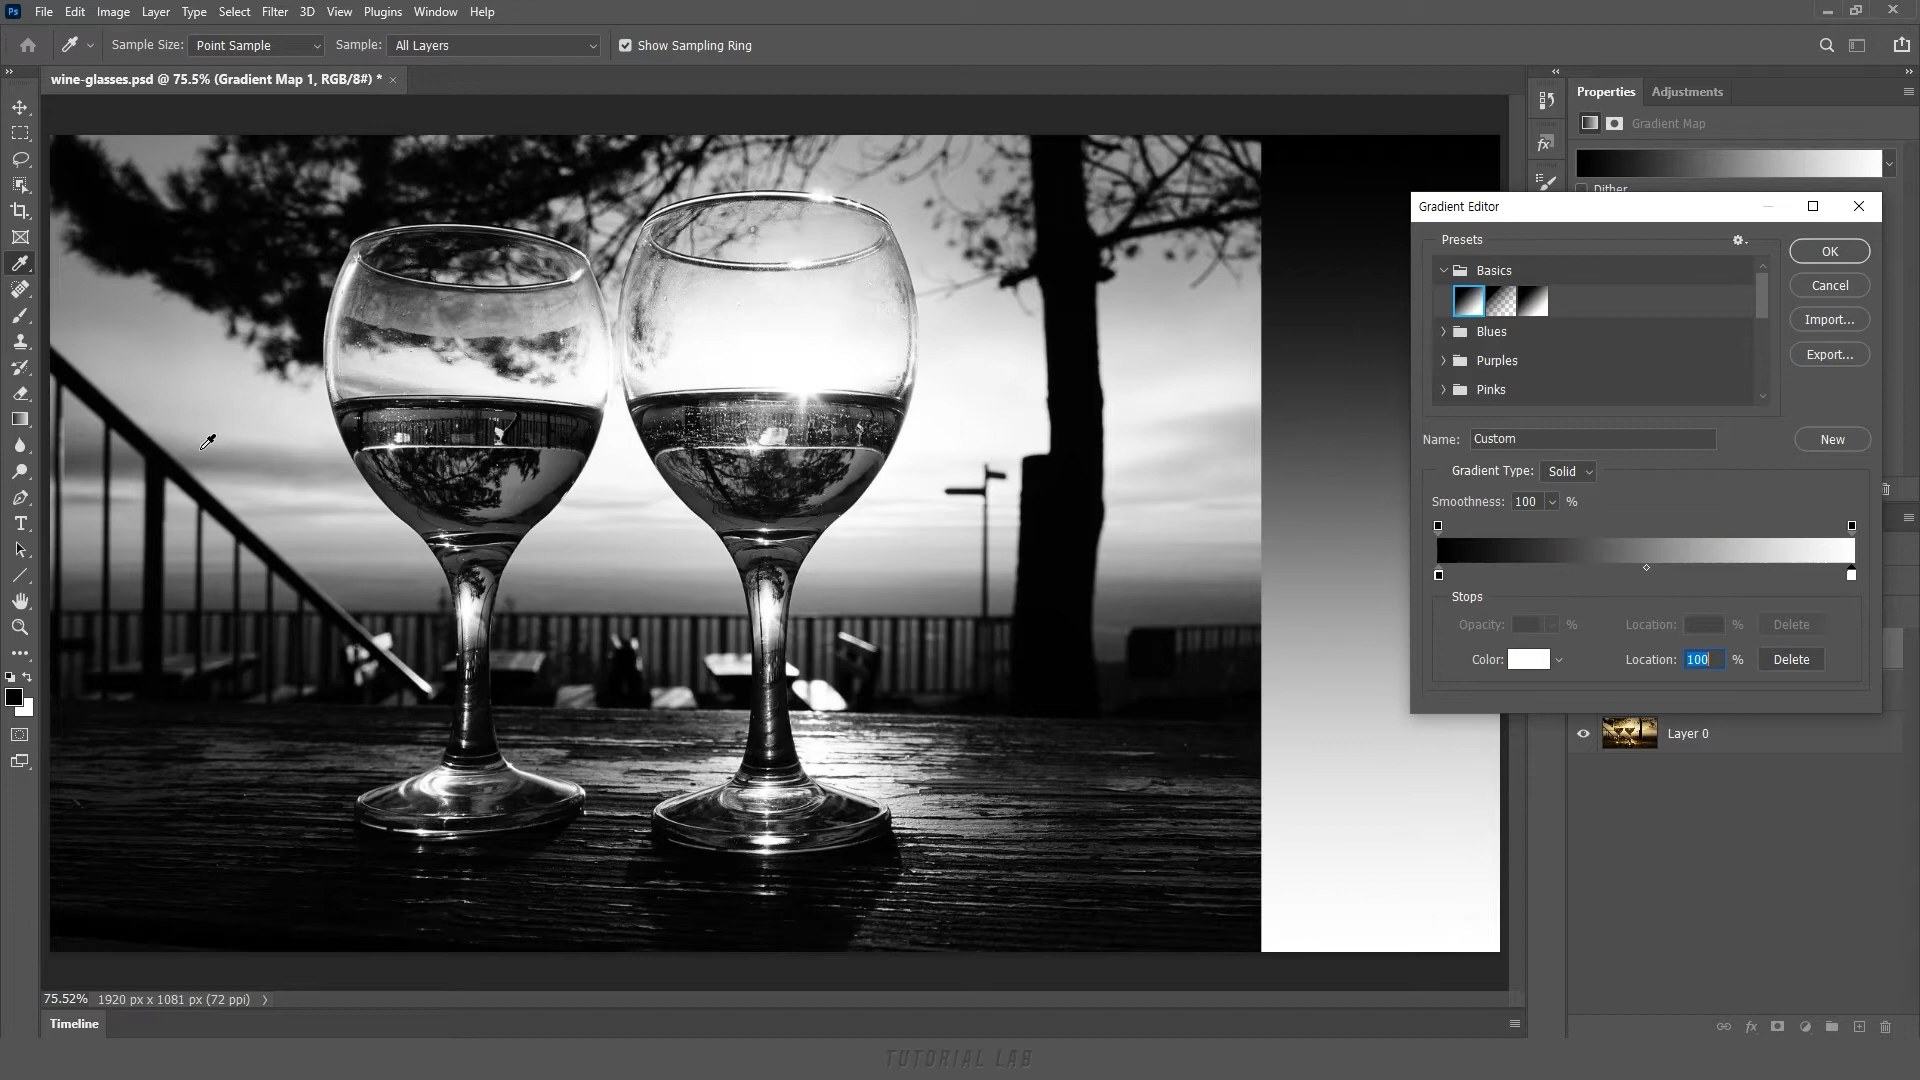 Ps File Edit Image Layer Type Select Filter 3D View Plugins Window Help
Sample Size: Point Sample Sample: All Layers Show Sampling Ring
wine-glasses.psd @ 75.5% (Gradient Map 1, RGB/8#) * ×
Properties Adjustments
Gradient Map
Dither
Gradient Editor
Presets
Basics
Blues
Purples
Pinks
OK
Cancel
Import...
Export...
Name: Custom New
Gradient Type: Solid
Smoothness: 100 %
Stops
Opacity: % Location: % Delete
Color: Location: 100 % Delete
Layer 0
75.52% 1920 px x 1081 px (72 ppi)
Timeline
TUTORIAL LAB